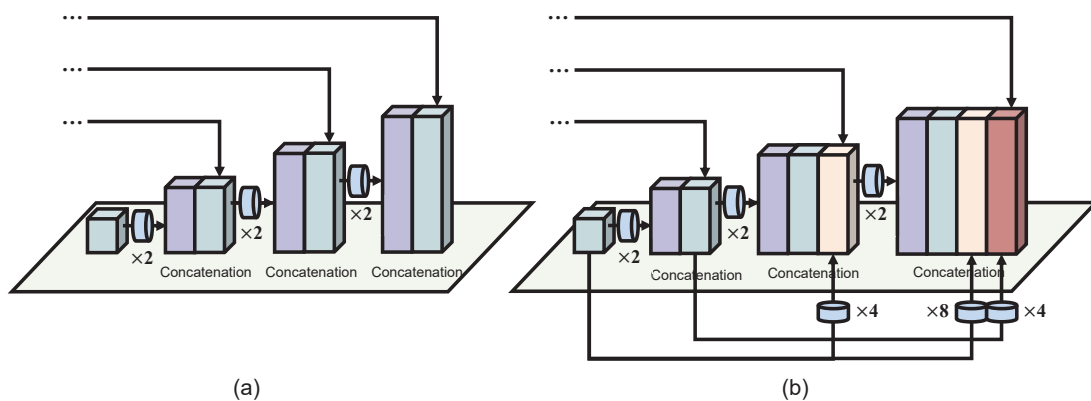 ...
...
...
×2
×2
×2
Concatenation
Concatenation
Concatenation
(a)
...
...
...
×2
×2
×2
Concatenation
Concatenation
Concatenation
×4
×8
×4
(b)